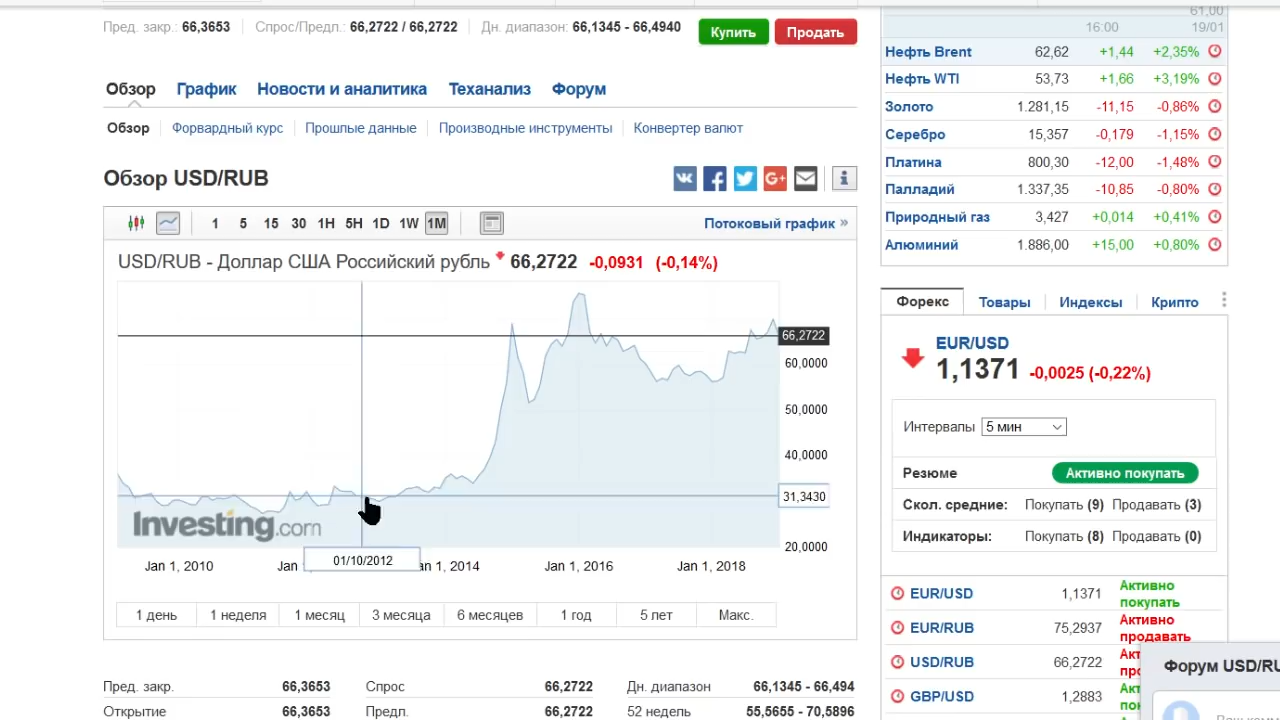 Пред. закр.: 66,3653 Спрос/Предл.: 66,2722 / 66,2722 Дн. диапазон: 66,1345 - 66,4940 Купить Продать
Обзор График Новости и аналитика Теханализ Форум
Обзор Форвардный курс Прошлые данные Производные инструменты Конвертер валют
Обзор USD/RUB
1 5 15 30 1H 5H 1D 1W 1M Потоковый график »
USD/RUB - Доллар США Российский рубль 66,2722 -0,0931 (-0,14%)
66,2722
60,0000
50,0000
40,0000
31,3430
20,0000
Investing.com
01/10/2012
Jan 1, 2010 Jan 1, 2014 Jan 1, 2016 Jan 1, 2018
1 день 1 неделя 1 месяц 3 месяца 6 месяцев 1 год 5 лет Макс.
Пред. закр. 66,3653 Спрос 66,2722 Дн. диапазон 66,1345 - 66,494
Открытие 66,3653 Предл. 66,2722 52 недель 55,5655 - 70,5896
61,00
16:00 19/01
Нефть Brent 62,62 +1,44 +2,35%
Нефть WTI 53,73 +1,66 +3,19%
Золото 1.281,15 -11,15 -0,86%
Серебро 15,357 -0,179 -1,15%
Платина 800,30 -12,00 -1,48%
Палладий 1.337,35 -10,85 -0,80%
Природный газ 3,427 +0,014 +0,41%
Алюминий 1.886,00 +15,00 +0,80%
Форекс Товары Индексы Крипто
EUR/USD
1,1371 -0,0025 (-0,22%)
Интервалы 5 мин
Резюме Активно покупать
Скол. средние: Покупать (9) Продавать (3)
Индикаторы: Покупать (8) Продавать (0)
EUR/USD 1,1371 Активно покупать
EUR/RUB 75,2937 Активно продавать
USD/RUB 66,2722
GBP/USD 1,2883
Форум USD/RU